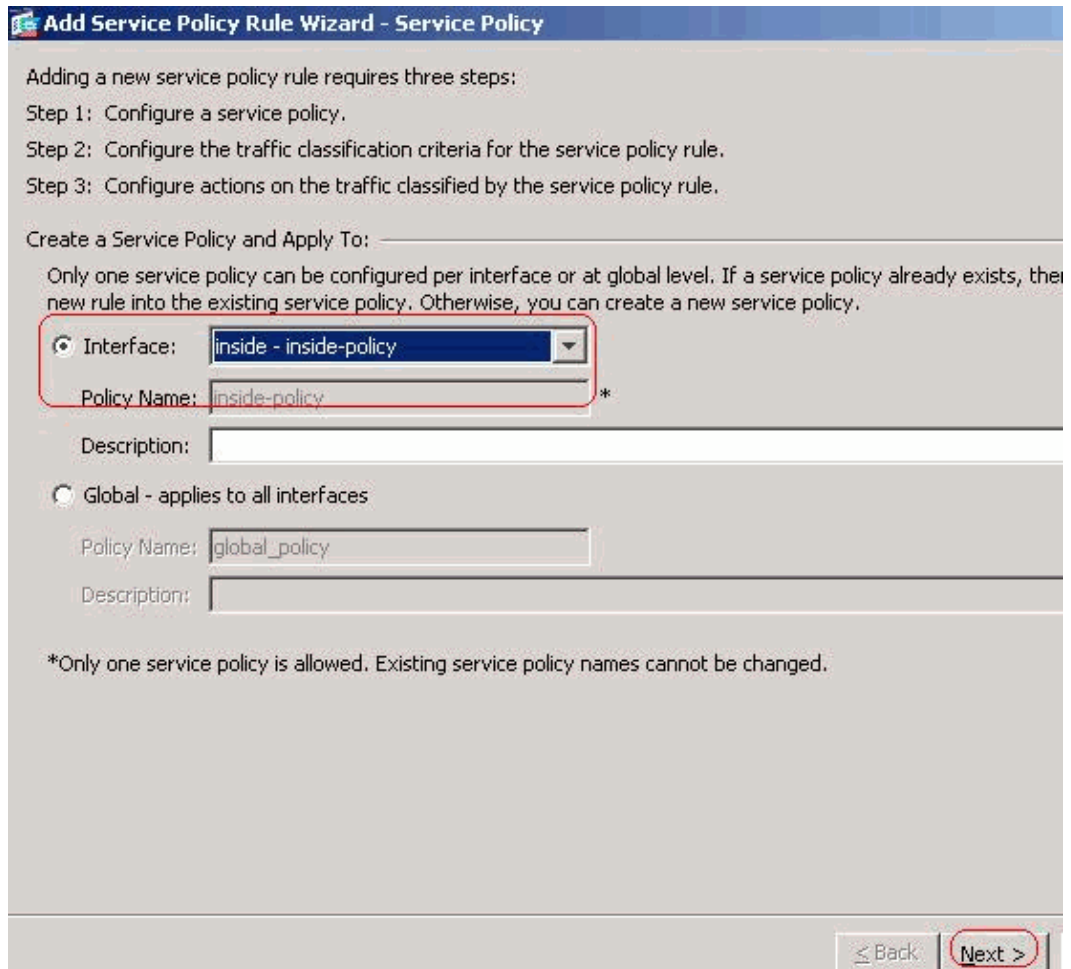 Add Service Policy Rule Wizard - Service Policy
Adding a new service policy rule requires three steps:
Step 1: Configure a service policy.
Step 2: Configure the traffic classification criteria for the service policy rule.
Step 3: Configure actions on the traffic classified by the service policy rule.
Create a Service Policy and Apply To:
Only one service policy can be configured per interface or at global level. If a service policy already exists, then
new rule into the existing service policy. Otherwise, you can create a new service policy.
Interface: inside - inside-policy
Policy Name: inside-policy *
Description:
Global - applies to all interfaces
Policy Name: global_policy
Description:
*Only one service policy is allowed. Existing service policy names cannot be changed.
< Back Next >